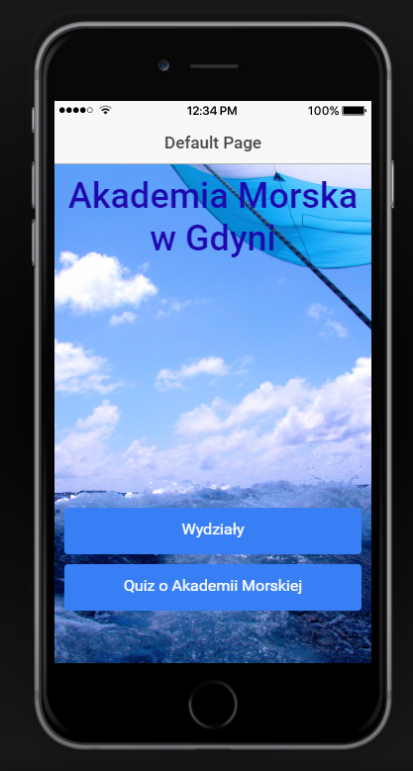 12:34 PM 100%
Default Page
Akademia Morska
w Gdyni
Wydziały
Quiz o Akademii Morskiej